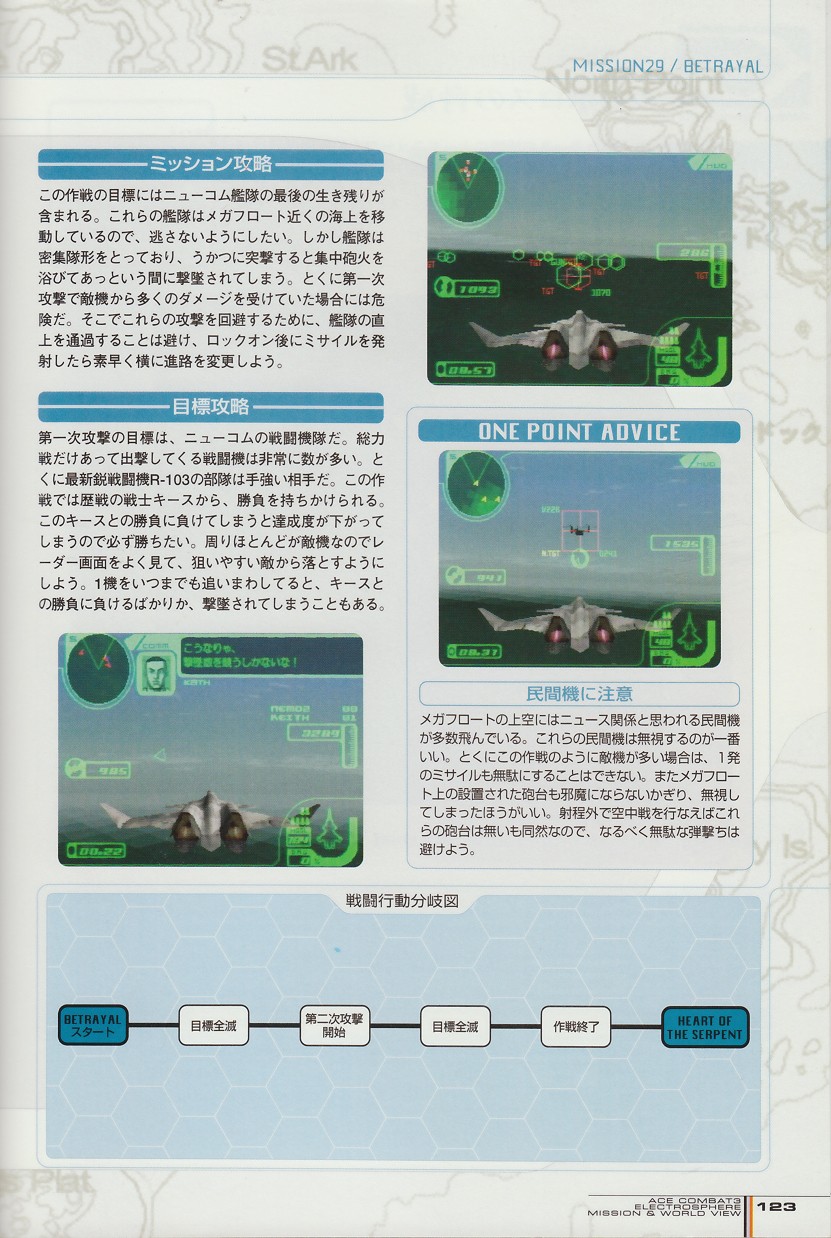 St.Ark
MISSION29 / BETRAYAL
North Point
ミッション攻略
この作戦の目標にはニューコム艦隊の最後の生き残りが
含まれる。これらの艦隊はメガフロート近くの海上を移
動しているので、逃さないようにしたい。しかし艦隊は
密集隊形をとっており、うかつに突撃すると集中砲火を
浴びてあっという間に撃墜されてしまう。とくに第一次
攻撃で敵機から多くのダメージを受けていた場合には危
険だ。そこでこれらの攻撃を回避するために、艦隊の直
上を通過することは避け、ロックオン後にミサイルを発
射したら素早く横に進路を変更しよう。
286
TGT
1093
TGT
1070
08.57
目標攻略
第一次攻撃の目標は、ニューコムの戦闘機隊だ。総力
戦だけあって出撃してくる戦闘機は非常に数が多い。と
くに最新鋭戦闘機R-103の部隊は手強い相手だ。この作
戦では歴戦の戦士キースから、勝負を持ちかけられる。
このキースとの勝負に負けてしまうと達成度が下がって
しまうので必ず勝ちたい。周りほとんどが敵機なのでレ
ーダー画面をよく見て、狙いやすい敵から落とすように
しよう。1機をいつまでも追いまわしてると、キースと
の勝負に負けるばかりか、撃墜されてしまうこともある。
こうなりゃ、
撃墜数を競うしかないな!
KEITH
NEMO2 00
KEITH 01
3289
985
00.22
ONE POINT ADVICE
1535
941
08.31
民間機に注意
メガフロートの上空にはニュース関係と思われる民間機
が多数飛んでいる。これらの民間機は無視するのが一番
いい。とくにこの作戦のように敵機が多い場合は、1発
のミサイルも無駄にすることはできない。またメガフロー
ト上の設置された砲台も邪魔にならないかぎり、無視し
てしまったほうがいい。射程外で空中戦を行なえばこれ
らの砲台は無いも同然なので、なるべく無駄な弾撃ちは
避けよう。
ドック
戦闘行動分岐図
BETRAYAL
スタート
目標全滅
第二次攻撃
開始
目標全滅
作戦終了
HEART OF
THE SERPENT
ACE COMBAT3
ELECTROSPHERE
MISSION & WORLD VIEW
123